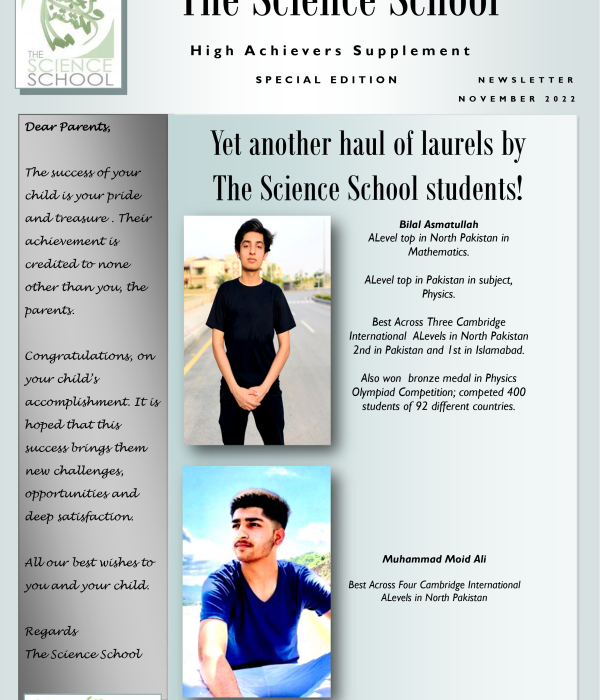 The Science School
High Achievers Supplement
SPECIAL EDITION
NEWSLETTER
NOVEMBER 2022
THE
SCIENCE
SCHOOL
Dear Parents,
The success of your
child is your pride
and treasure . Their
achievement is
credited to none
other than you, the
parents.
Congratulations, on
your child's
accomplishment. It is
hoped that this
success brings them
new challenges,
opportunities and
deep satisfaction.
All our best wishes to
you and your child.
Regards
The Science School
Yet another haul of laurels by
The Science School students!
Bilal Asmatullah
ALevel top in North Pakistan in
Mathematics.
ALevel top in Pakistan in subject,
Physics.
Best Across Three Cambridge
International ALevels in North Pakistan
2nd in Pakistan and 1st in Islamabad.
Also won bronze medal in Physics
Olympiad Competition; competed 400
students of 92 different countries.
Muhammad Moid Ali
Best Across Four Cambridge International
ALevels in North Pakistan